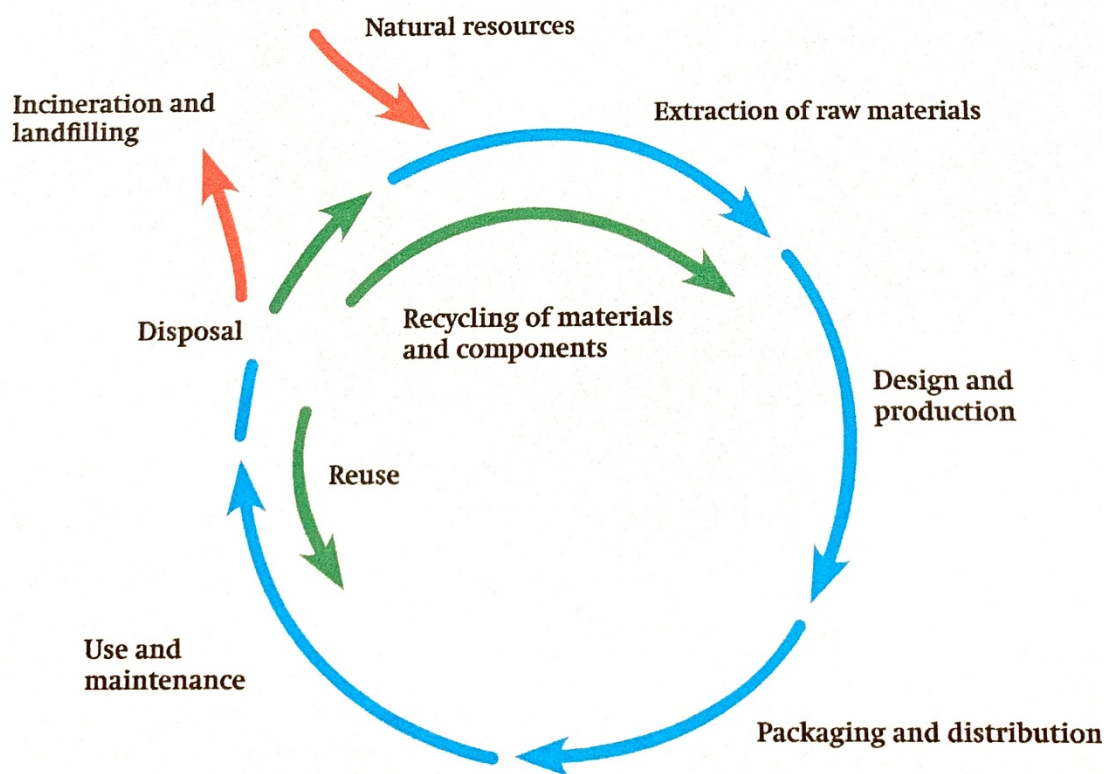 Natural resources
Incineration and
landfilling
Extraction of raw materials
Disposal
Recycling of materials
and components
Design and
production
Reuse
Use and
maintenance
Packaging and distribution